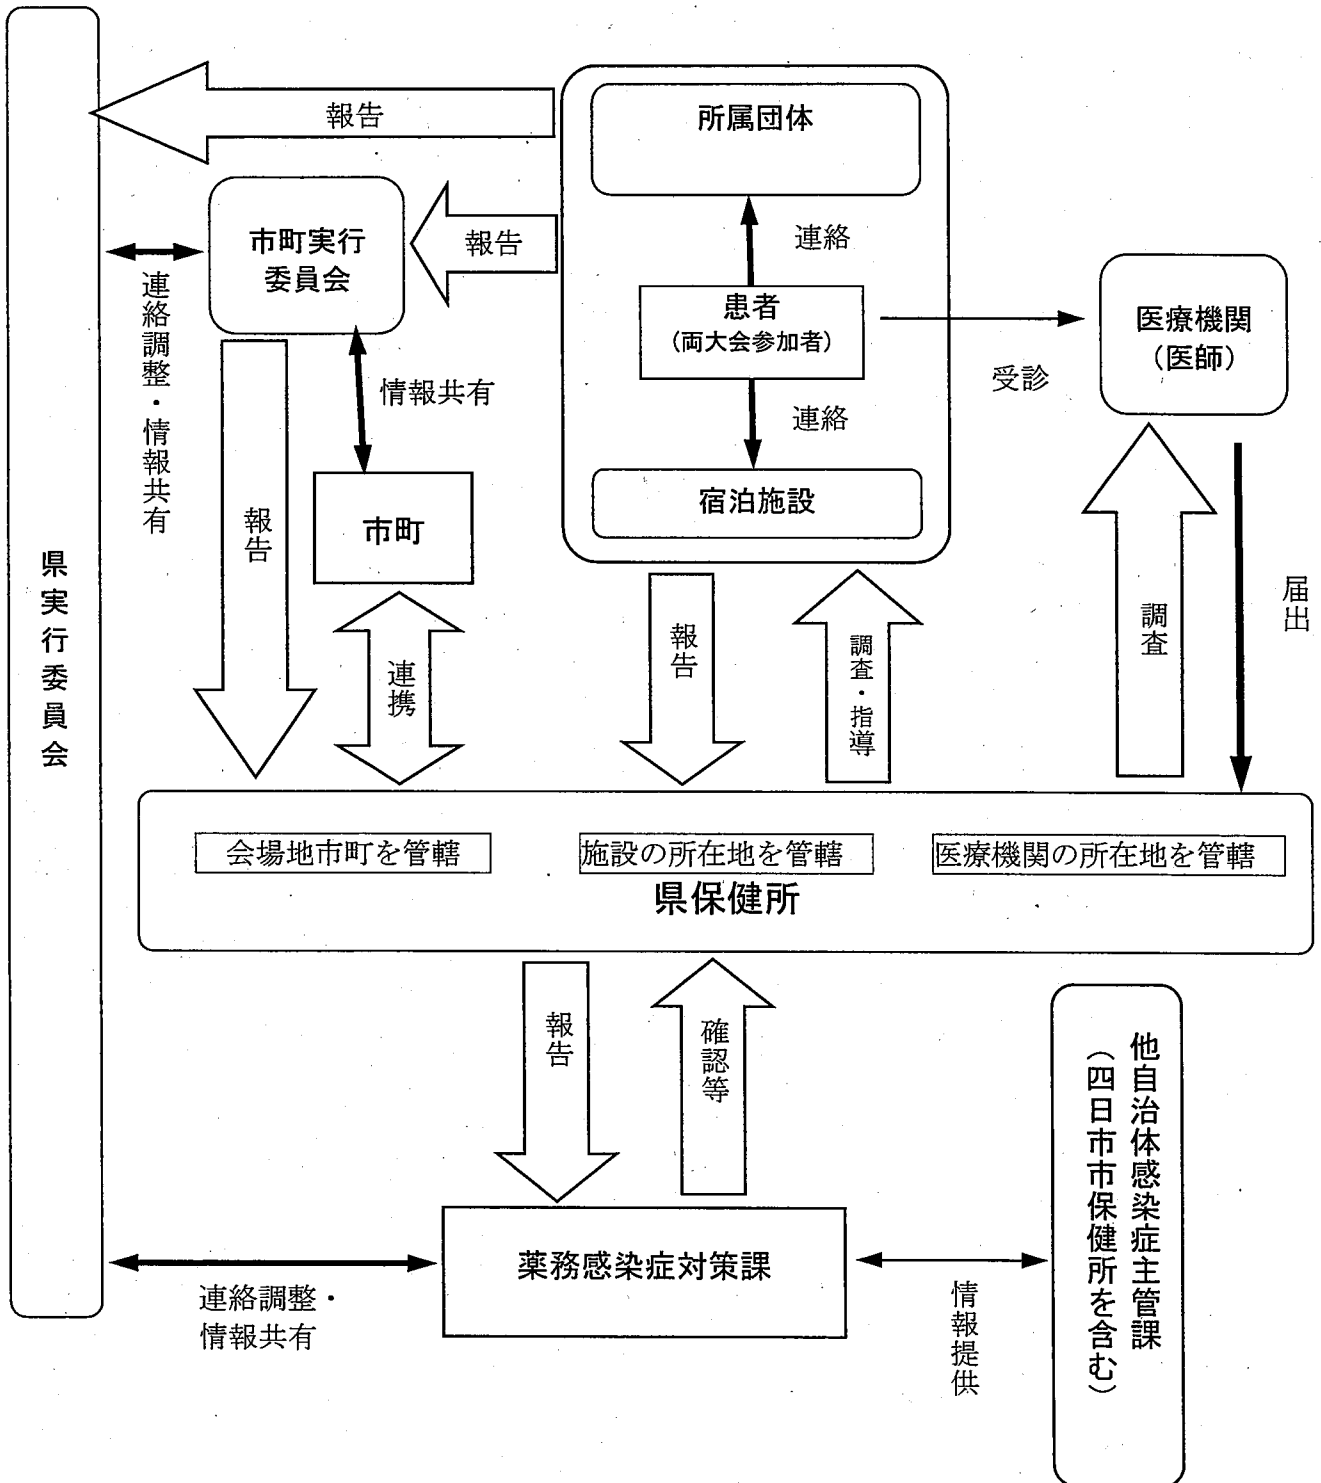 報告
所属団体
連絡
市町実行
委員会
報告
患者
(両大会参加者)
受診
医療機関
(医師)
連絡調整・情報共有
情報共有
連絡
宿泊施設
市町
報告
県実行委員会
連携
報告
調査・指導
調査
届出
会場地市町を管轄
施設の所在地を管轄
医療機関の所在地を管轄
県保健所
報告
確認等
他自治体感染症主管課
(四日市市保健所を含む)
薬務感染症対策課
連絡調整・
情報共有
情報提供